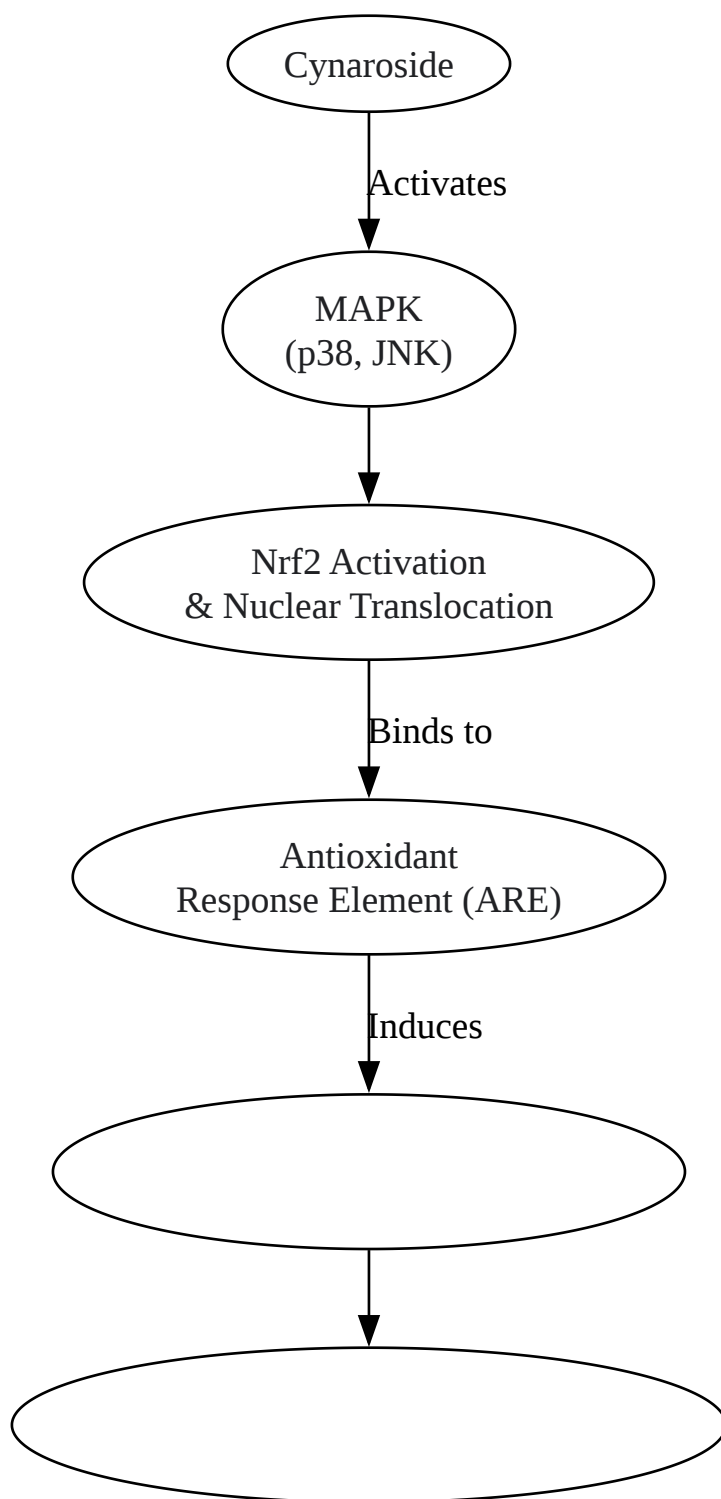 Cynaroside
Activates
MAPK
(p38, JNK)
Nrf2 Activation
& Nuclear Translocation
Binds to
Antioxidant
Response Element (ARE)
Induces